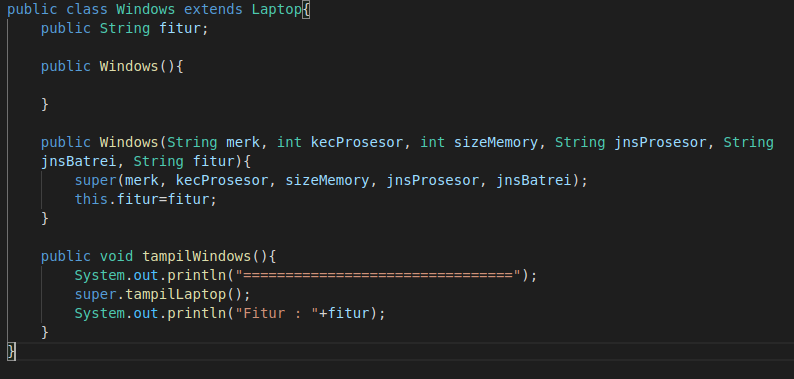 public class Windows extends Laptop{
    public String fitur;

    public Windows(){

    }

    public Windows(String merk, int kecProsesor, int sizeMemory, String jnsProsesor, String
    jnsBatrei, String fitur){
        super(merk, kecProsesor, sizeMemory, jnsProsesor, jnsBatrei);
        this.fitur=fitur;
    }

    public void tampilWindows(){
        System.out.println("================================");
        super.tampilLaptop();
        System.out.println("Fitur : "+fitur);
    }
}